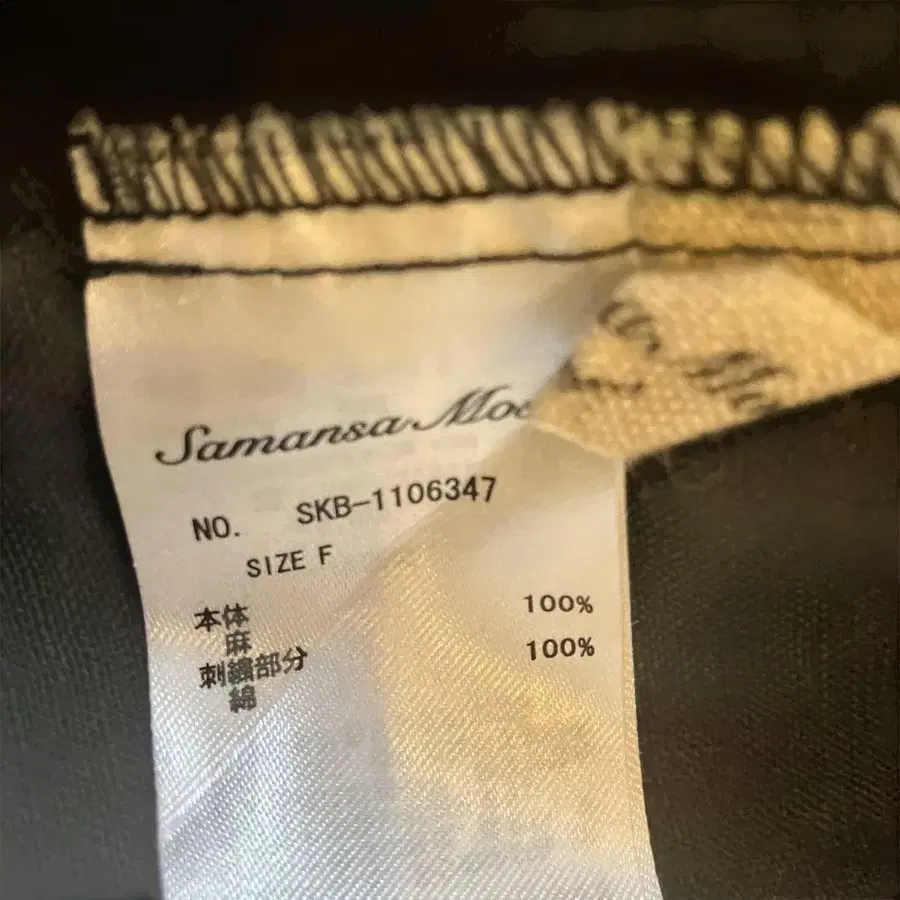 Samansa Mo
NO. SKB-1106347
SIZE F
本体 100%
麻
刺繍部分 100%
綿